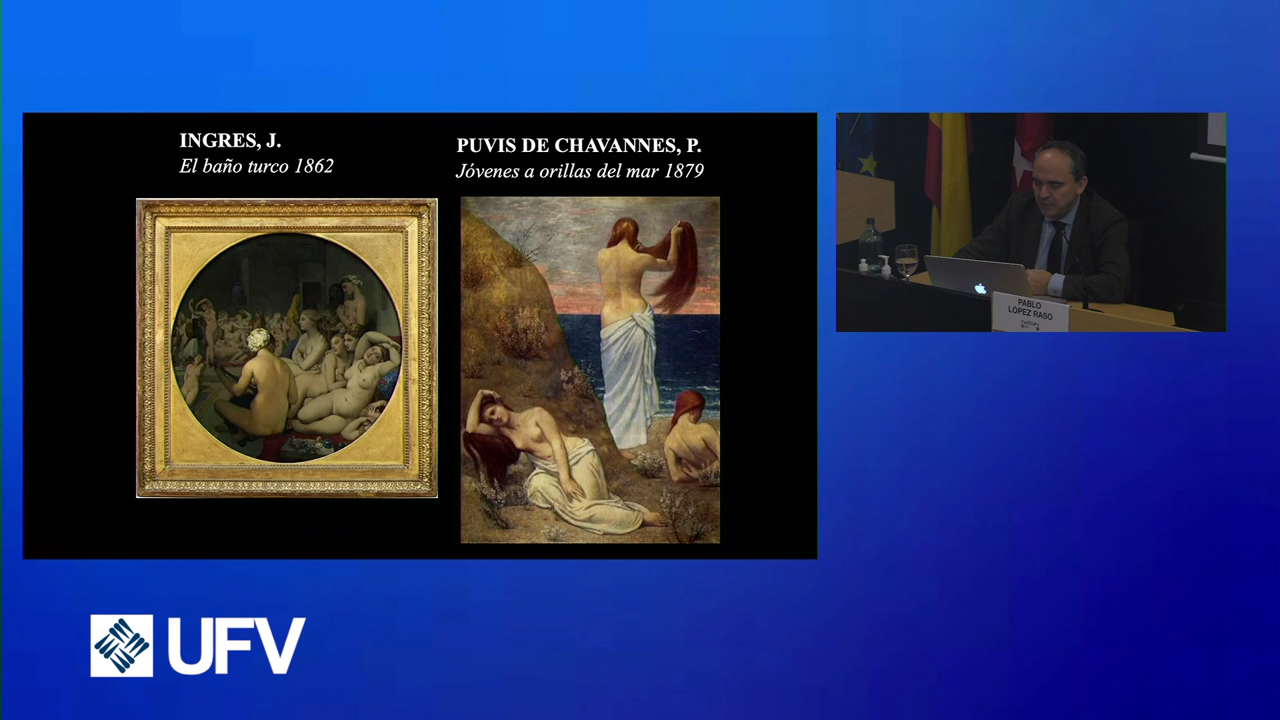 INGRES, J.
El baño turco 1862
PUVIS DE CHAVANNES, P.
Jóvenes a orillas del mar 1879
PABLO
LÓPEZ RASO
UFV